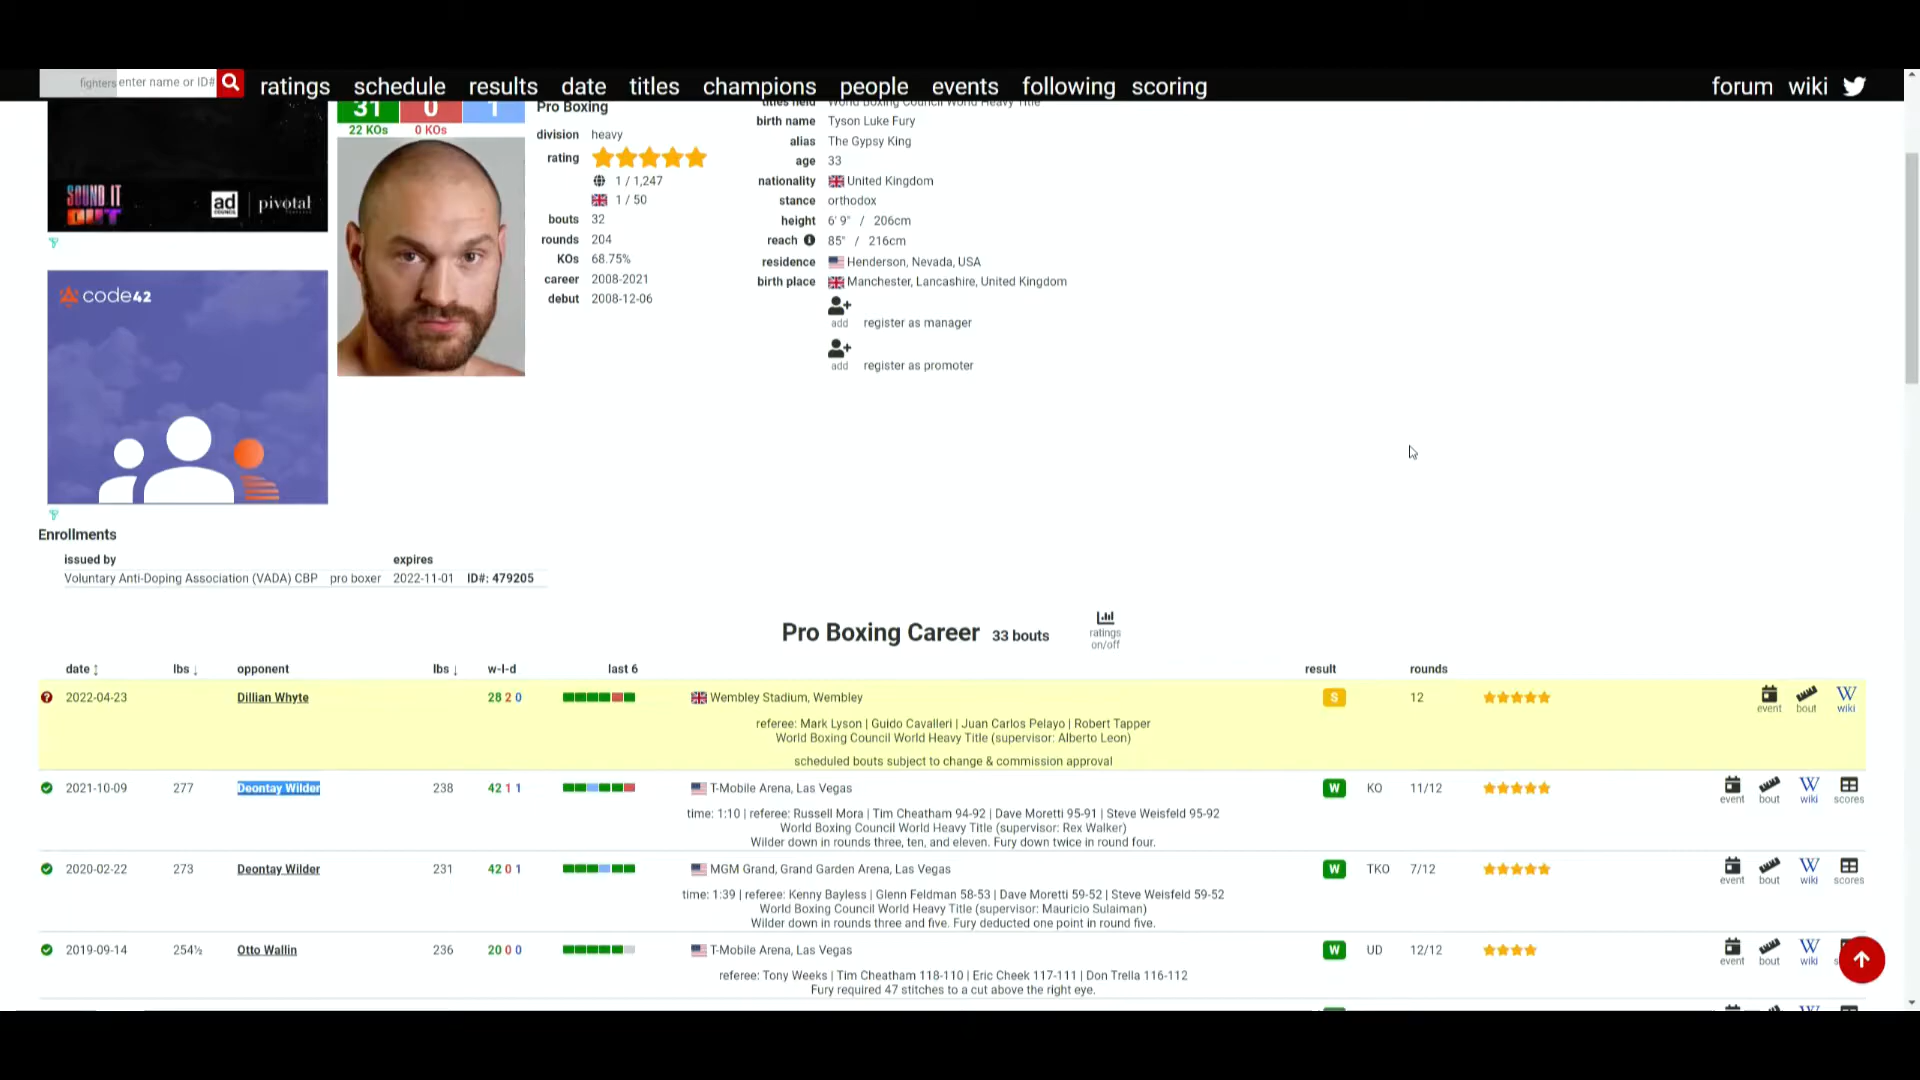 fighters enter name or ID# ratings schedule results date titles champions people events following scoring forum wiki
31 0 1
22 KOs 0 KOs
Pro Boxing
division heavy
rating
1 / 1,247
1 / 50
bouts 32
rounds 204
KOs 68.75%
career 2008-2021
debut 2008-12-06
titles held World Boxing Council World Heavy Title
birth name Tyson Luke Fury
alias The Gypsy King
age 33
nationality United Kingdom
stance orthodox
height 6' 9" / 206cm
reach 85" / 216cm
residence Henderson, Nevada, USA
birth place Manchester, Lancashire, United Kingdom
add register as manager
add register as promoter
SOUND IT OUT ad COUNCIL pivotal
code42
Enrollments
issued by expires
Voluntary Anti-Doping Association (VADA) CBP pro boxer 2022-11-01 ID#: 479205
Pro Boxing Career 33 bouts ratings on/off
date lbs opponent lbs w-l-d last 6 result rounds
2022-04-23 Dillian Whyte 28 2 0 Wembley Stadium, Wembley S 12 event bout wiki
referee: Mark Lyson | Guido Cavalleri | Juan Carlos Pelayo | Robert Tapper
World Boxing Council World Heavy Title (supervisor: Alberto Leon)
scheduled bouts subject to change & commission approval
2021-10-09 277 Deontay Wilder 238 42 1 1 T-Mobile Arena, Las Vegas W KO 11/12 event bout wiki scores
time: 1:10 | referee: Russell Mora | Tim Cheatham 94-92 | Dave Moretti 95-91 | Steve Weisfeld 95-92
World Boxing Council World Heavy Title (supervisor: Rex Walker)
Wilder down in rounds three, ten, and eleven. Fury down twice in round four.
2020-02-22 273 Deontay Wilder 231 42 0 1 MGM Grand, Grand Garden Arena, Las Vegas W TKO 7/12 event bout wiki scores
time: 1:39 | referee: Kenny Bayless | Glenn Feldman 58-53 | Dave Moretti 59-52 | Steve Weisfeld 59-52
World Boxing Council World Heavy Title (supervisor: Mauricio Sulaiman)
Wilder down in rounds three and five. Fury deducted one point in round five.
2019-09-14 254½ Otto Wallin 236 20 0 0 T-Mobile Arena, Las Vegas W UD 12/12 event bout wiki
referee: Tony Weeks | Tim Cheatham 118-110 | Eric Cheek 117-111 | Don Trella 116-112
Fury required 47 stitches to a cut above the right eye.